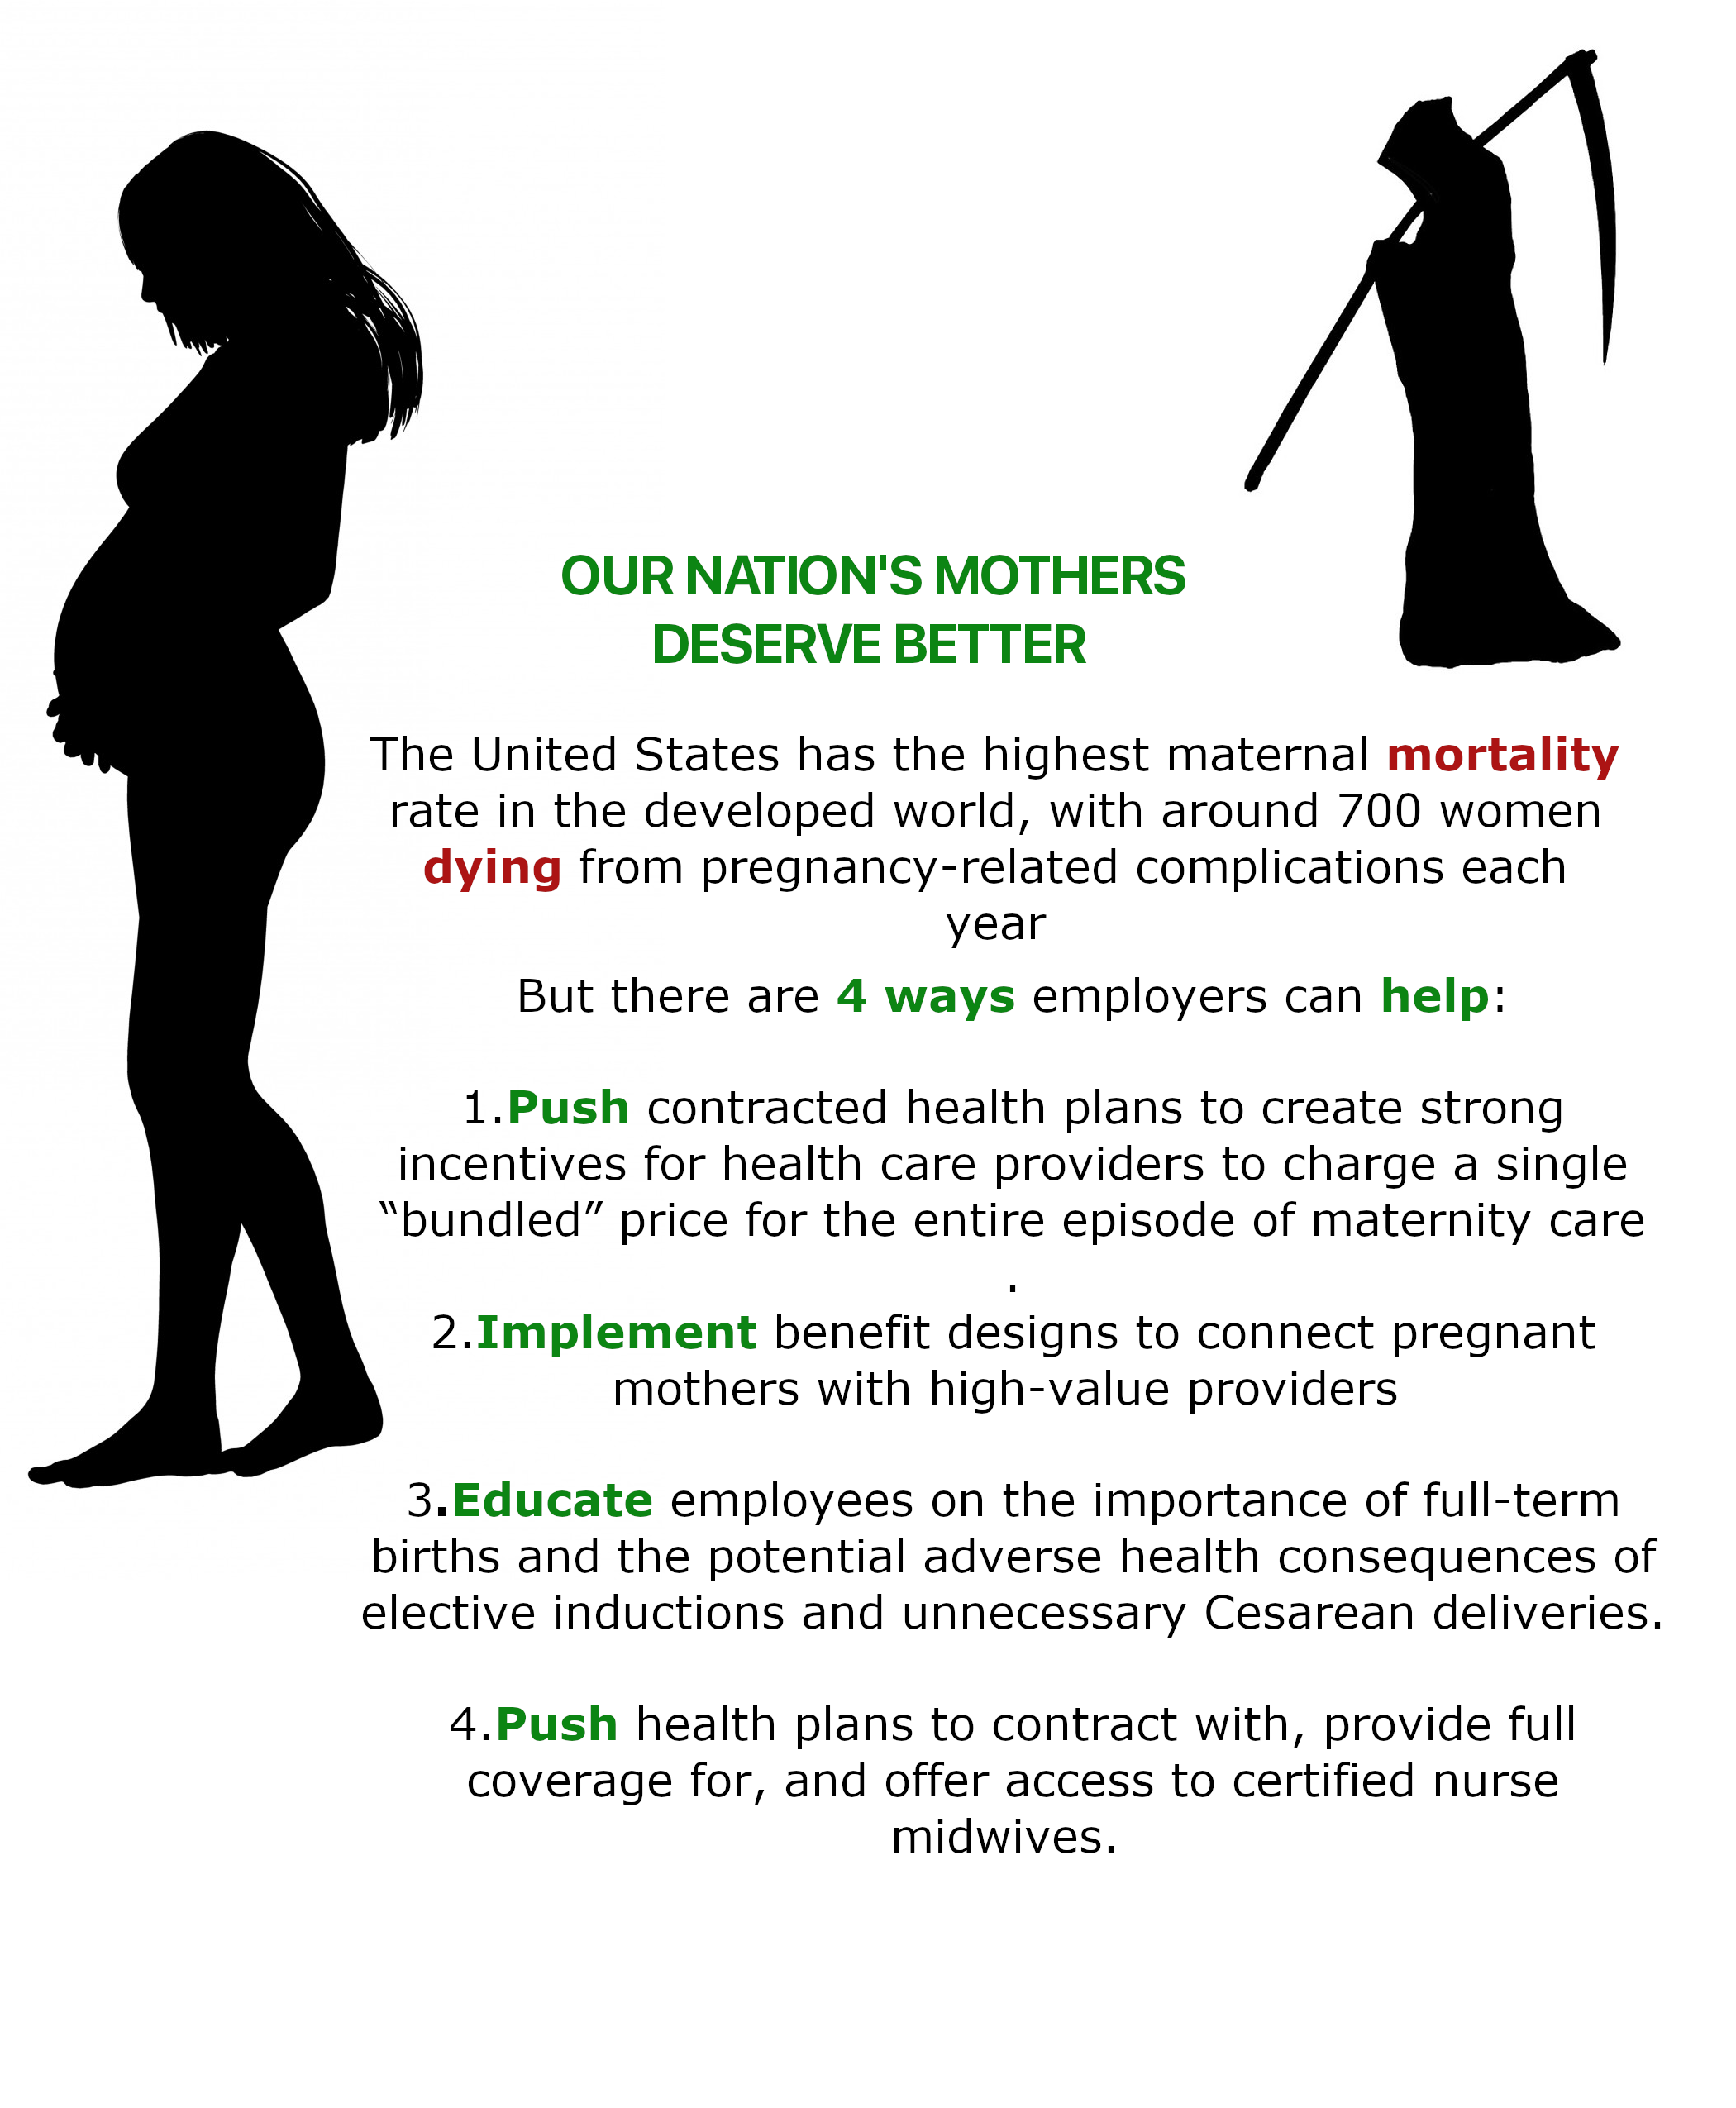 OUR NATION'S MOTHERS
DESERVE BETTER
The United States has the highest maternal mortality
rate in the developed world, with around 700 women
dying from pregnancy-related complications each
year
But there are 4 ways employers can help:
1.Push contracted health plans to create strong
incentives for health care providers to charge a single
“bundled” price for the entire episode of maternity care
.
2.Implement benefit designs to connect pregnant
mothers with high-value providers
3.Educate employees on the importance of full-term
births and the potential adverse health consequences of
elective inductions and unnecessary Cesarean deliveries.
4.Push health plans to contract with, provide full
coverage for, and offer access to certified nurse
midwives.